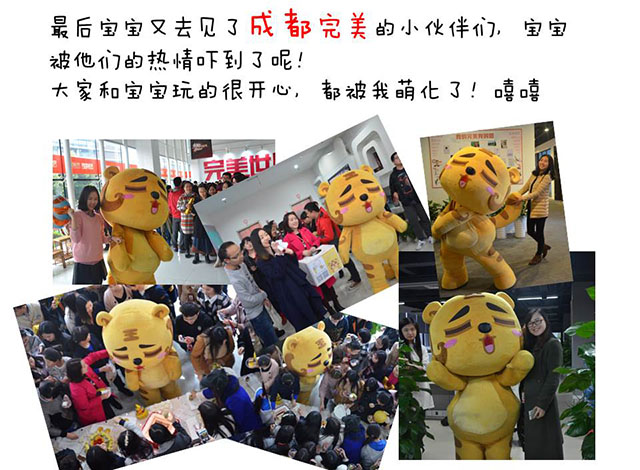 最后宝宝又去见了成都完美的小伙伴们，宝宝
被他们的热情吓到了呢！
大家和宝宝玩的很开心，都被我萌化了！嘻嘻
完美世